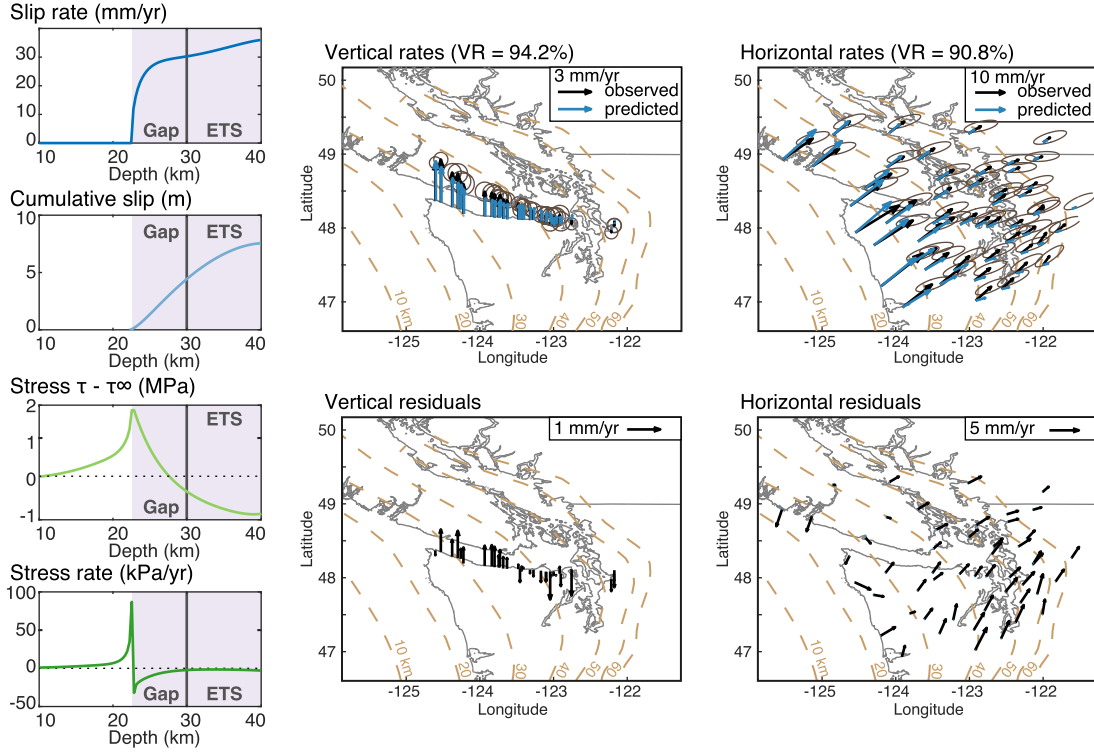 Slip rate (mm/yr)
30
20
10
0
Gap
ETS
10
20
30
40
Depth (km)
Cumulative slip (m)
10
5
0
Gap
ETS
10
20
30
40
Depth (km)
Stress τ - τ∞ (MPa)
2
1
0
-1
ETS
Gap
10
20
30
40
Depth (km)
Stress rate (kPa/yr)
100
50
0
-50
Gap
ETS
10
20
30
40
Depth (km)
Vertical rates (VR = 94.2%)
3 mm/yr
observed
predicted
50
49
48
47
Latitude
10 km
20
30
40
50
60
-125
-124
-123
-122
Longitude
Horizontal rates (VR = 90.8%)
10 mm/yr
observed
predicted
50
49
48
47
Latitude
10 km
20
30
40
50
60
-125
-124
-123
-122
Longitude
Vertical residuals
1 mm/yr
50
49
48
47
Latitude
10 km
20
30
40
50
60
-125
-124
-123
-122
Longitude
Horizontal residuals
5 mm/yr
50
49
48
47
Latitude
10 km
20
30
40
50
60
-125
-124
-123
-122
Longitude